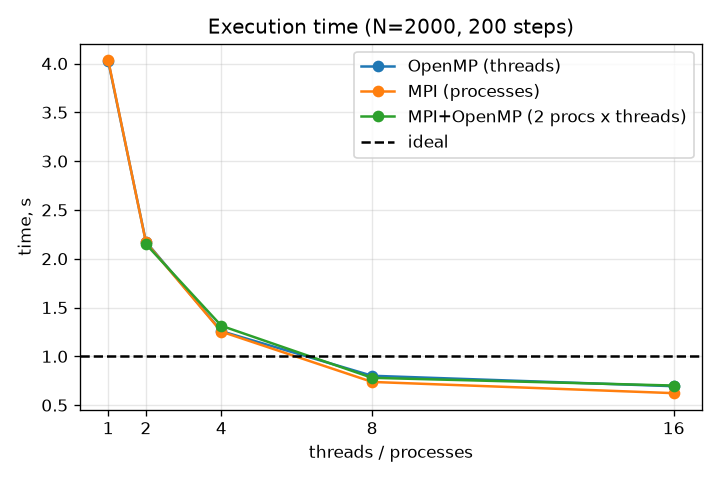 Execution time (N=2000, 200 steps)
OpenMP (threads)
MPI (processes)
MPI+OpenMP (2 procs x threads)
ideal
time, s
4.0
3.5
3.0
2.5
2.0
1.5
1.0
0.5
1 2 4 8 16
threads / processes